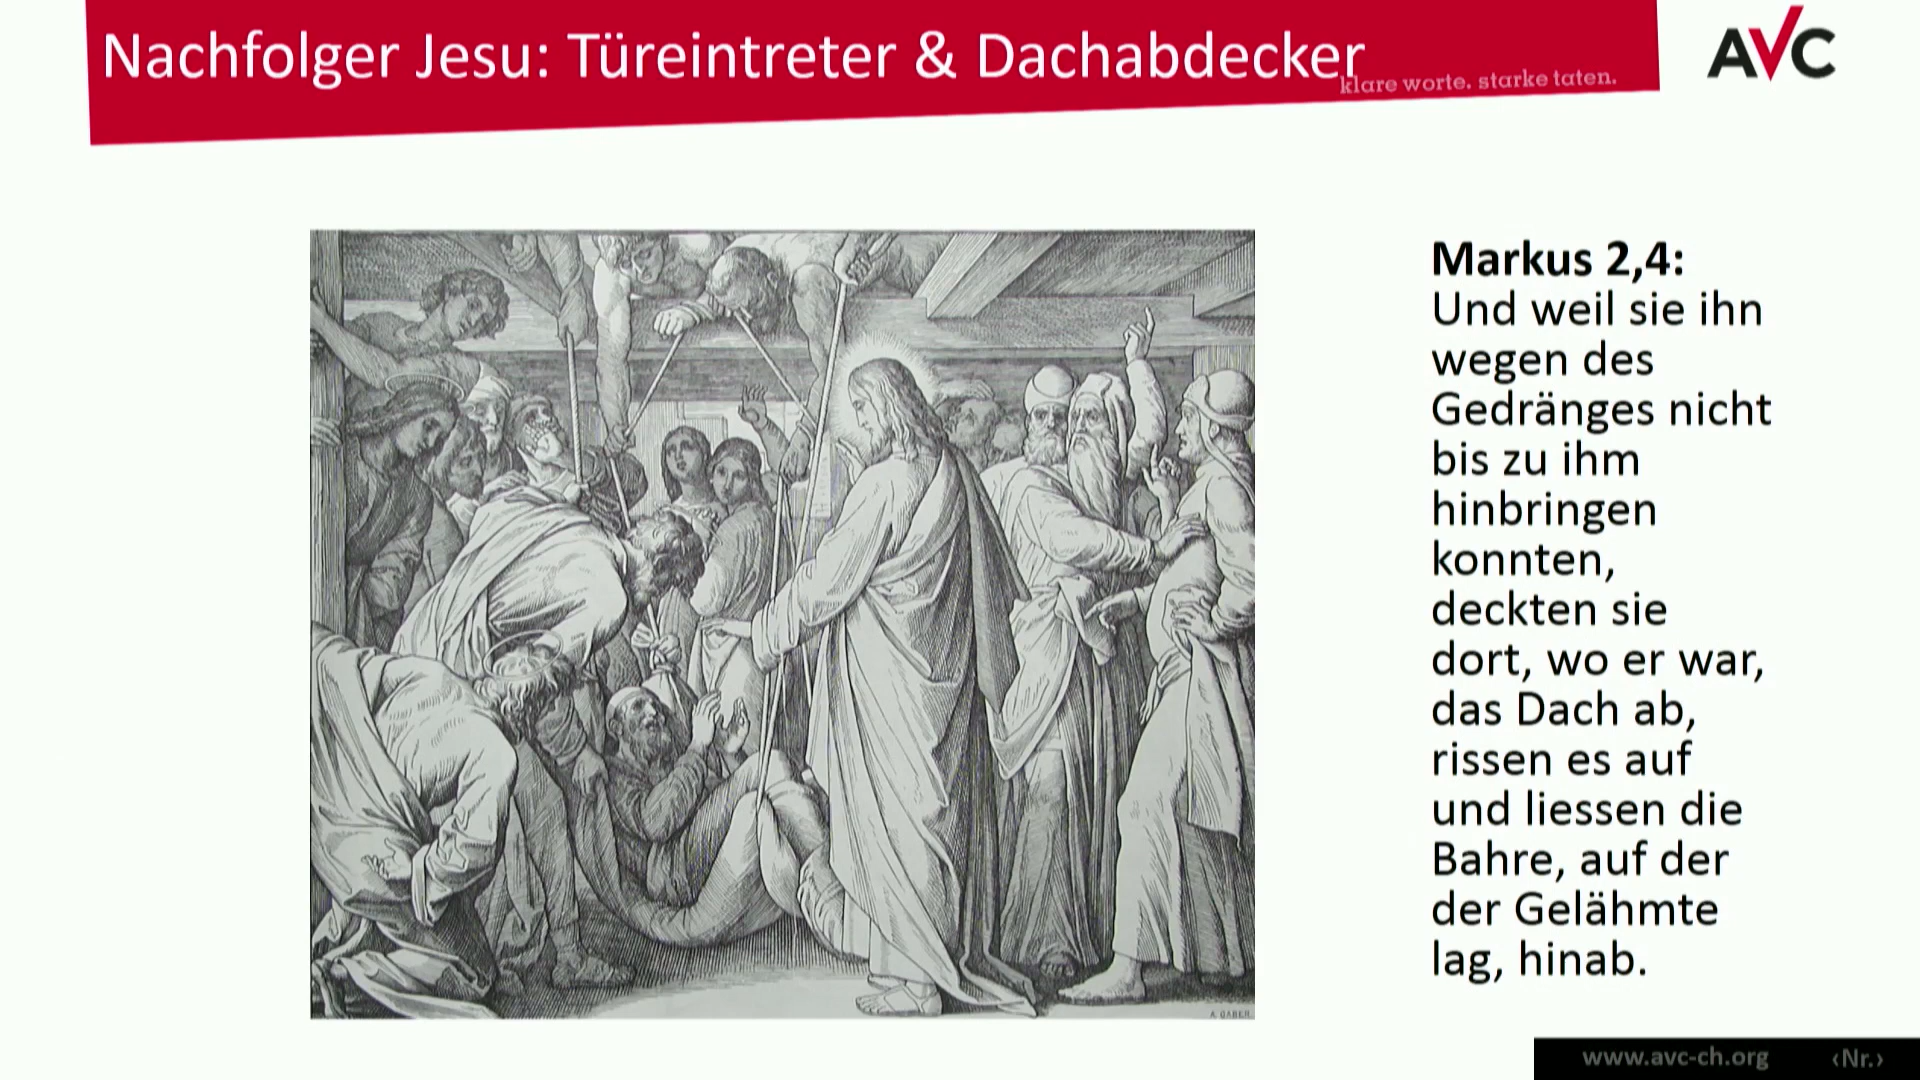 Nachfolger Jesu: Türeintreter & Dachabdecker
klare worte. starke taten.
AVC
Markus 2,4:
Und weil sie ihn
wegen des
Gedränges nicht
bis zu ihm
hinbringen
konnten,
deckten sie
dort, wo er war,
das Dach ab,
rissen es auf
und liessen die
Bahre, auf der
der Gelähmte
lag, hinab.
A. GABER
www.avc-ch.org
‹Nr.›